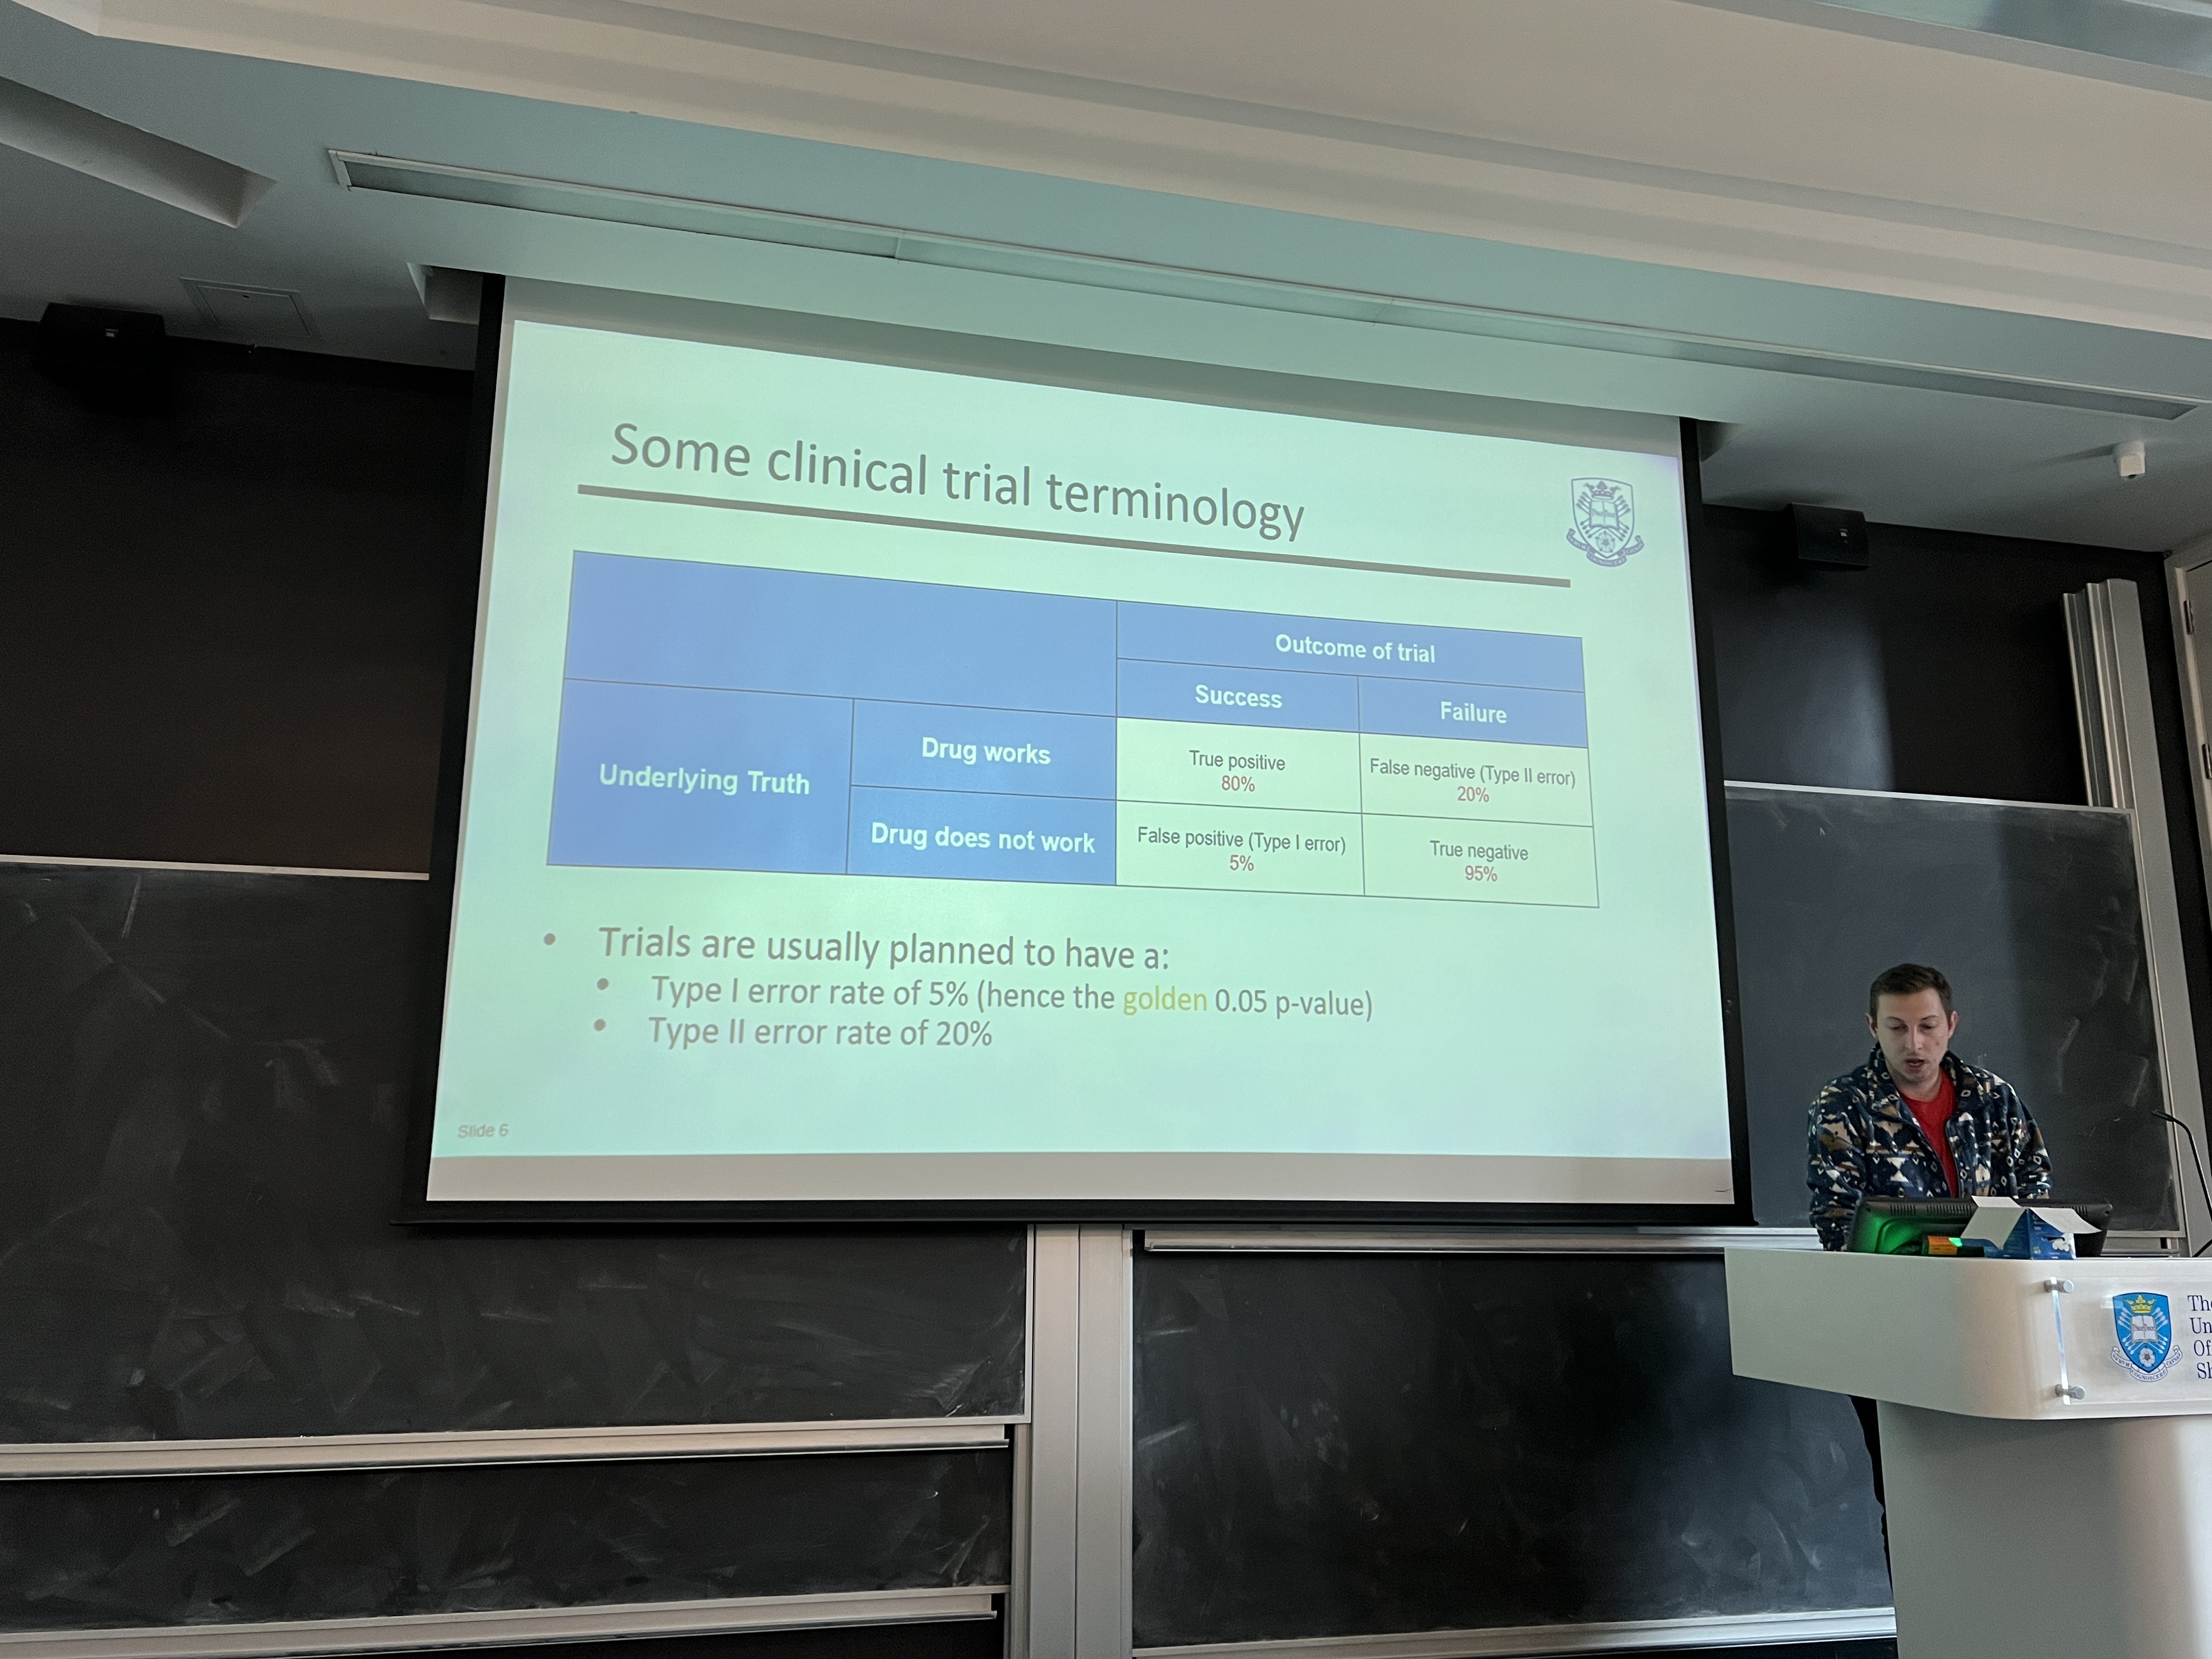 Some clinical trial terminology
Outcome of trial
Success
Failure
Underlying Truth
Drug works
True positive
80%
False negative (Type II error)
20%
Drug does not work
False positive (Type I error)
5%
True negative
95%
• Trials are usually planned to have a:
• Type I error rate of 5% (hence the golden 0.05 p-value)
• Type II error rate of 20%
Slide 6
The
Un
Of
Sh